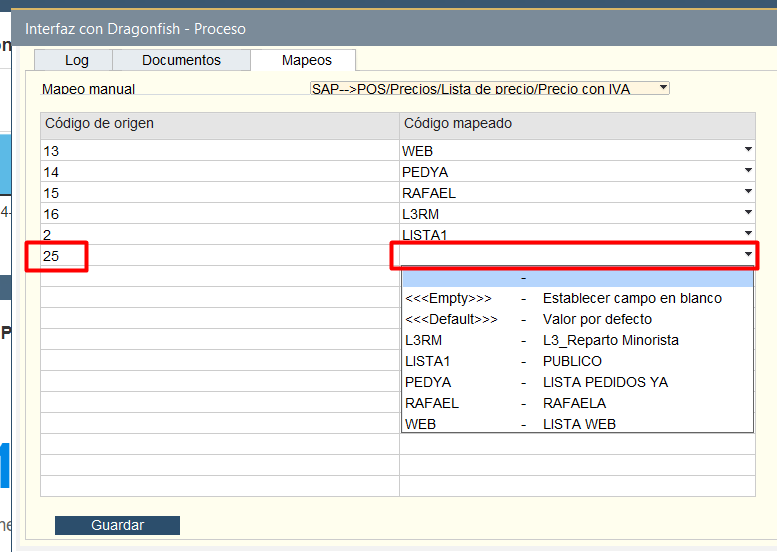 Interfaz con Dragonfish - Proceso
Log Documentos Mapeos
Mapeo manual SAP-->POS/Precios/Lista de precio/Precio con IVA
Código de origen Código mapeado
13 WEB
14 PEDYA
15 RAFAEL
16 L3RM
2 LISTA1
25
-
<<<Empty>>> - Establecer campo en blanco
<<<Default>>> - Valor por defecto
L3RM - L3_Reparto Minorista
LISTA1 - PUBLICO
PEDYA - LISTA PEDIDOS YA
RAFAEL - RAFAELA
WEB - LISTA WEB
Guardar